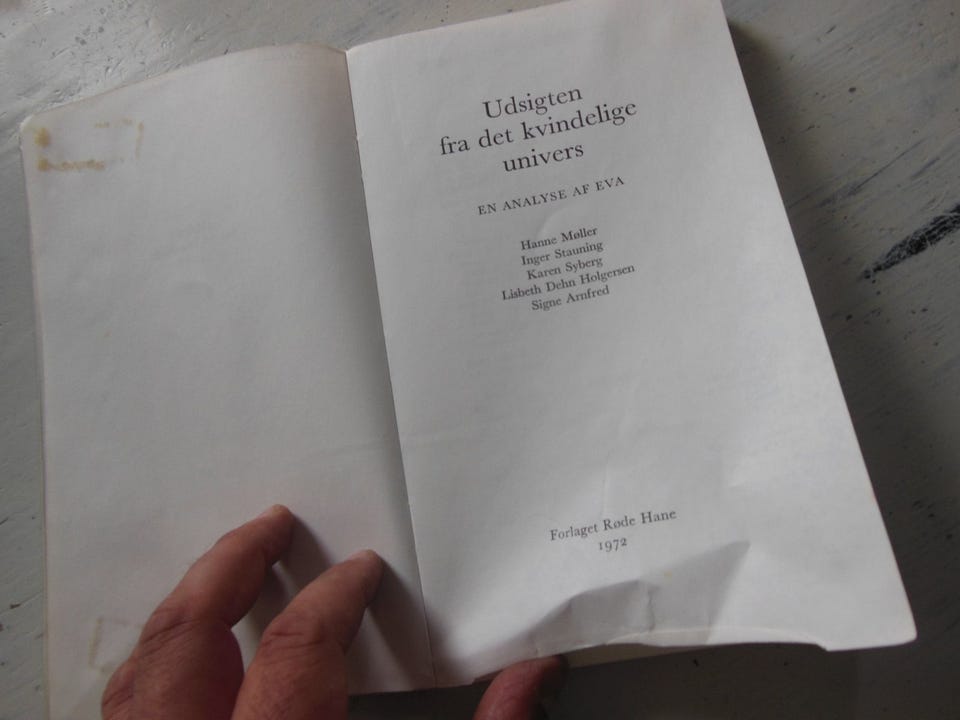 Udsigten
fra det kvindelige
univers
EN ANALYSE AF EVA
Hanne Møller
Inger Stauning
Karen Syberg
Lisbeth Dehn Holgersen
Signe Arnfred
Forlaget Røde Hane
1972